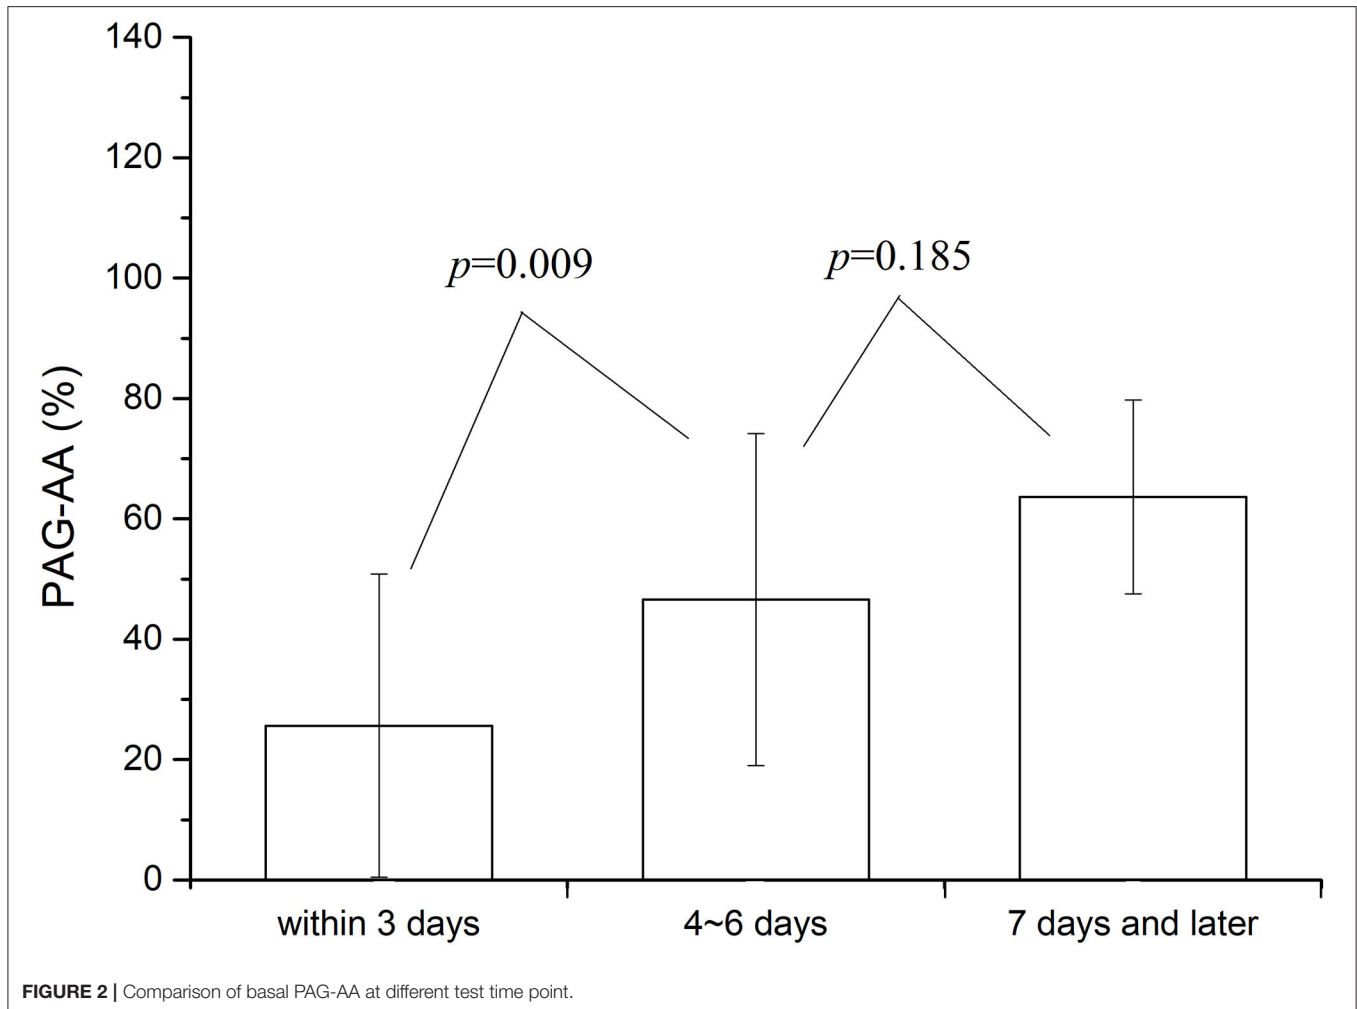 140
120
100
80
60
40
20
0
PAG-AA (%)
p=0.009
p=0.185
within 3 days
4~6 days
7 days and later
FIGURE 2 | Comparison of basal PAG-AA at different test time point.